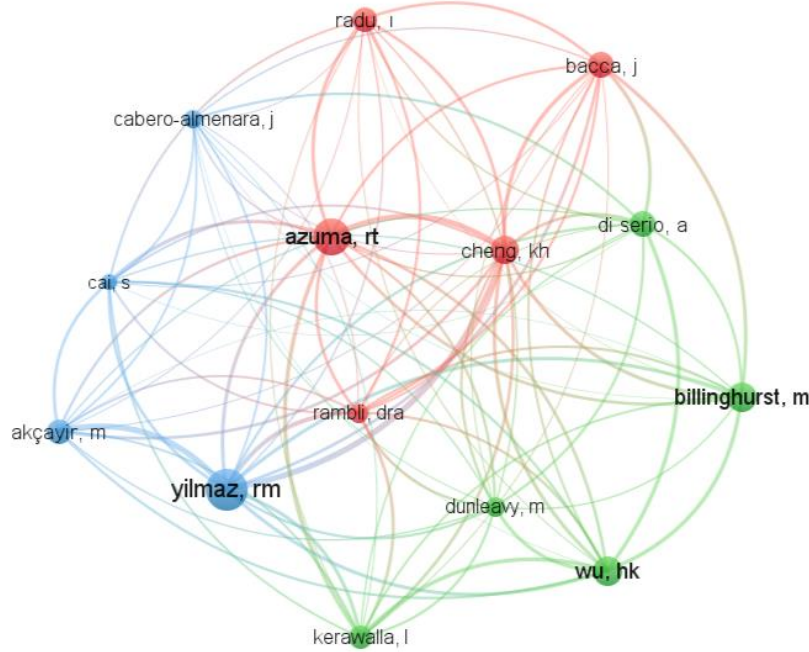 radu, i
bacca, j
cabero-almenara, j
di serio, a
azuma, rt
cheng, kh
cai, s
billinghurst, m
rambli, dra
akçayir, m
yilmaz, rm
dunleavy, m
wu, hk
kerawalla, l